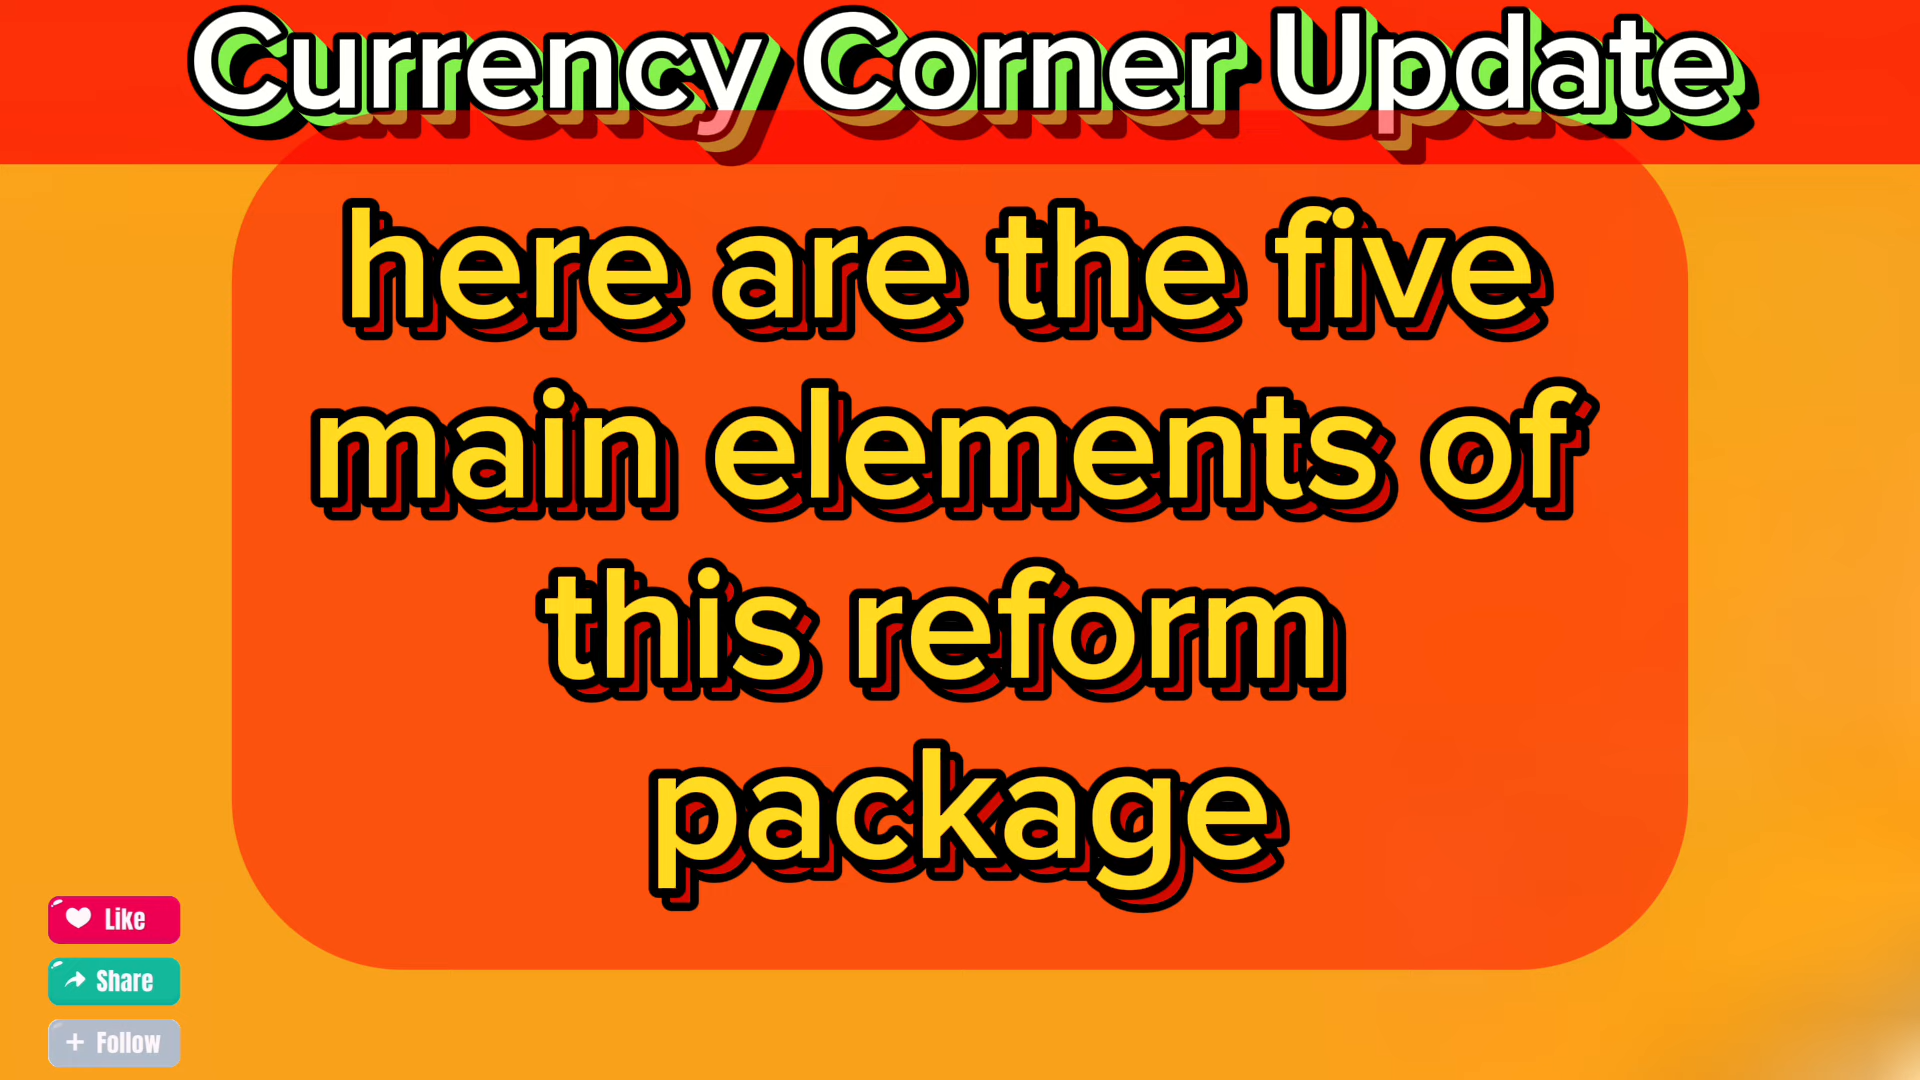 Currency Corner Update
here are the five
main elements of
this reform
package
Like
Share
Follow